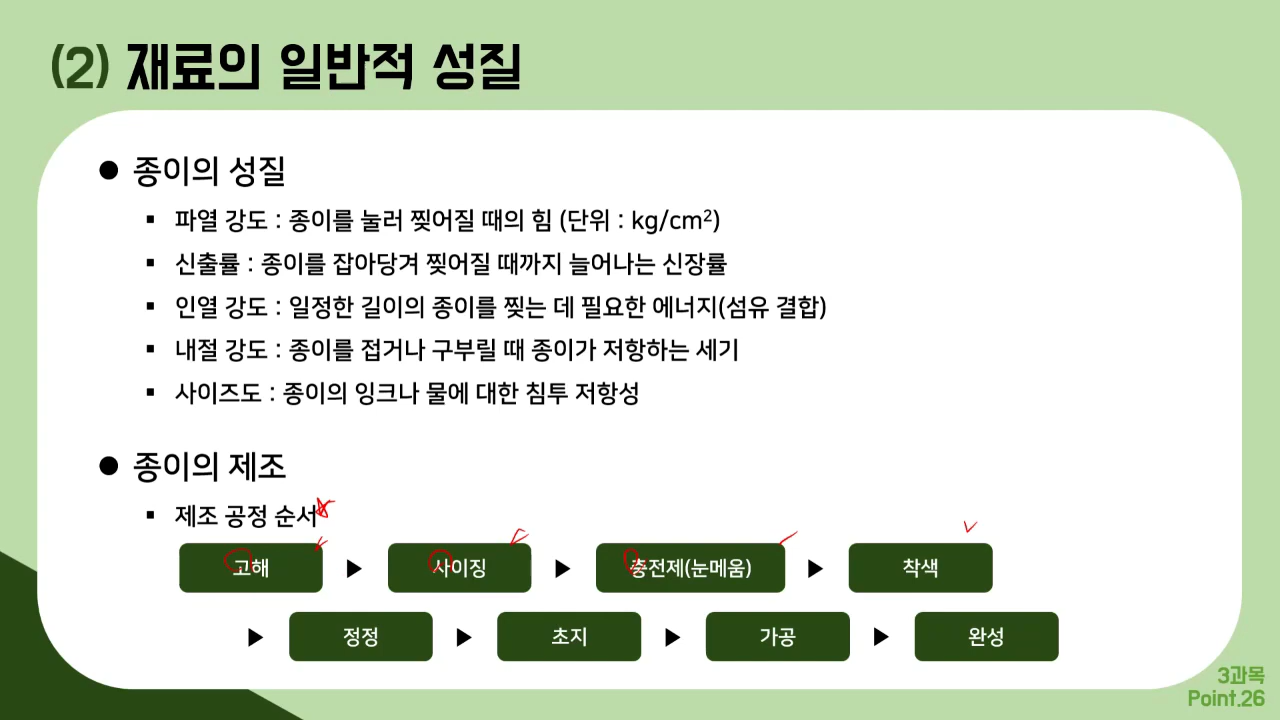 (2) 재료의 일반적 성질
● 종이의 성질
▪ 파열 강도 : 종이를 눌러 찢어질 때의 힘 (단위 : kg/cm²)
▪ 신출률 : 종이를 잡아당겨 찢어질 때까지 늘어나는 신장률
▪ 인열 강도 : 일정한 길이의 종이를 찢는 데 필요한 에너지(섬유 결합)
▪ 내절 강도 : 종이를 접거나 구부릴 때 종이가 저항하는 세기
▪ 사이즈도 : 종이의 잉크나 물에 대한 침투 저항성
● 종이의 제조
▪ 제조 공정 순서
고해 ▶ 사이징 ▶ 충전제(눈메움) ▶ 착색
▶ 정정 ▶ 초지 ▶ 가공 ▶ 완성
3과목
Point.26